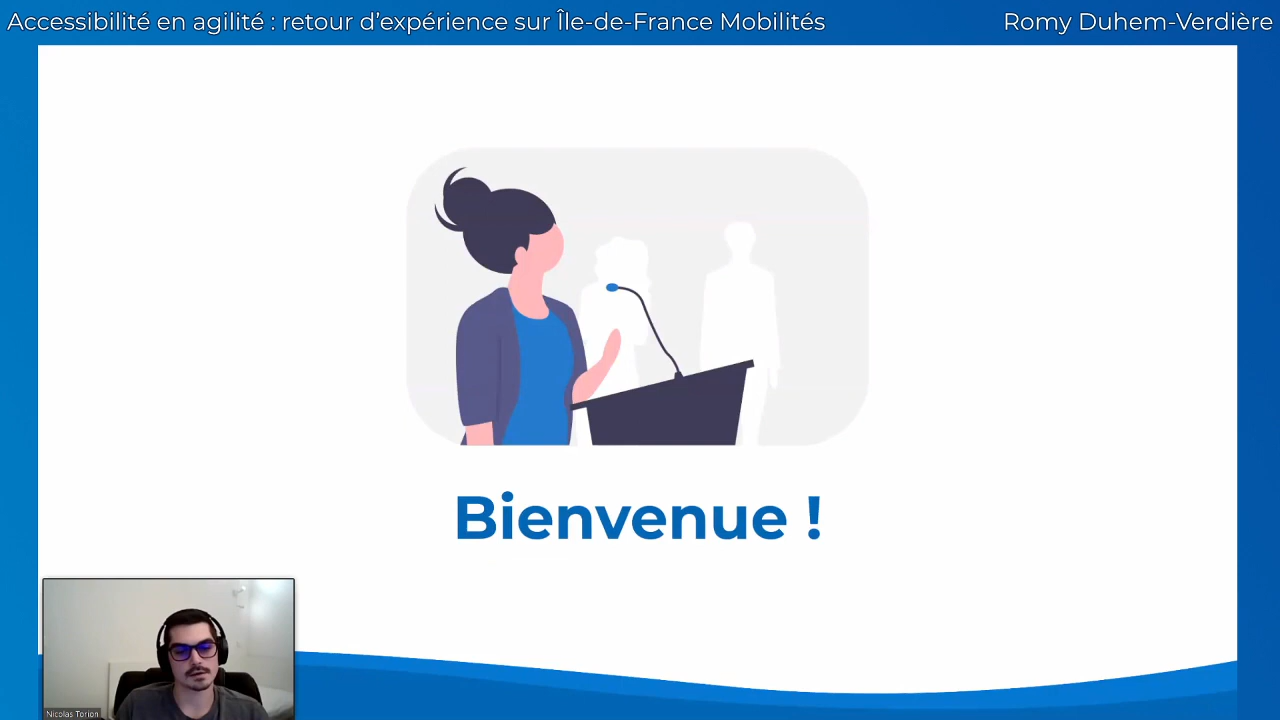 Accessibilité en agilité : retour d’expérience sur Île-de-France Mobilités
Romy Duhem-Verdière
Bienvenue !
Nicolas Torion